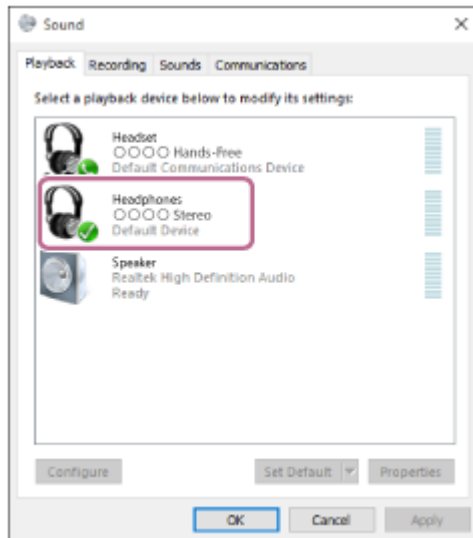 Sound
Playback Recording Sounds Communications
Select a playback device below to modify its settings:
Headset
○○○○ Hands-Free
Default Communications Device
Headphones
○○○○ Stereo
Default Device
Speaker
Realtek High Definition Audio
Ready
Configure Set Default Properties
OK Cancel Apply